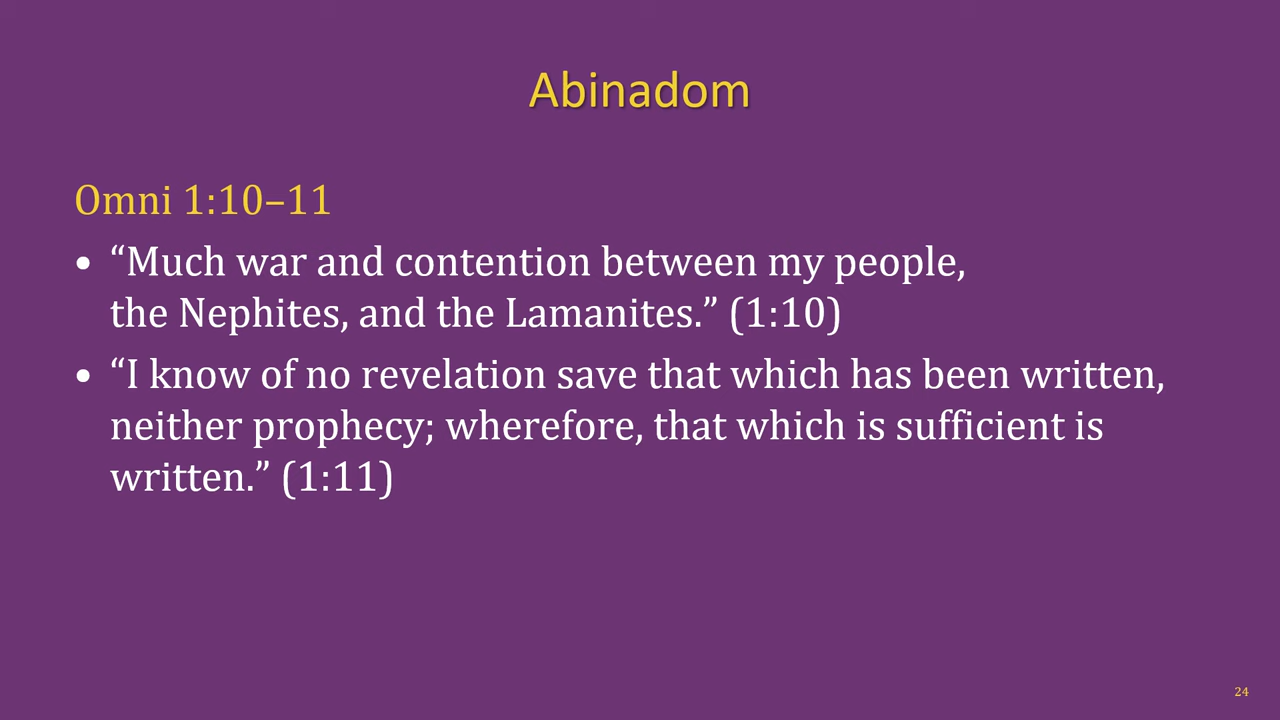 Abinadom
Omni 1:10–11
• “Much war and contention between my people,
the Nephites, and the Lamanites.” (1:10)
• “I know of no revelation save that which has been written,
neither prophecy; wherefore, that which is sufficient is
written.” (1:11)
24